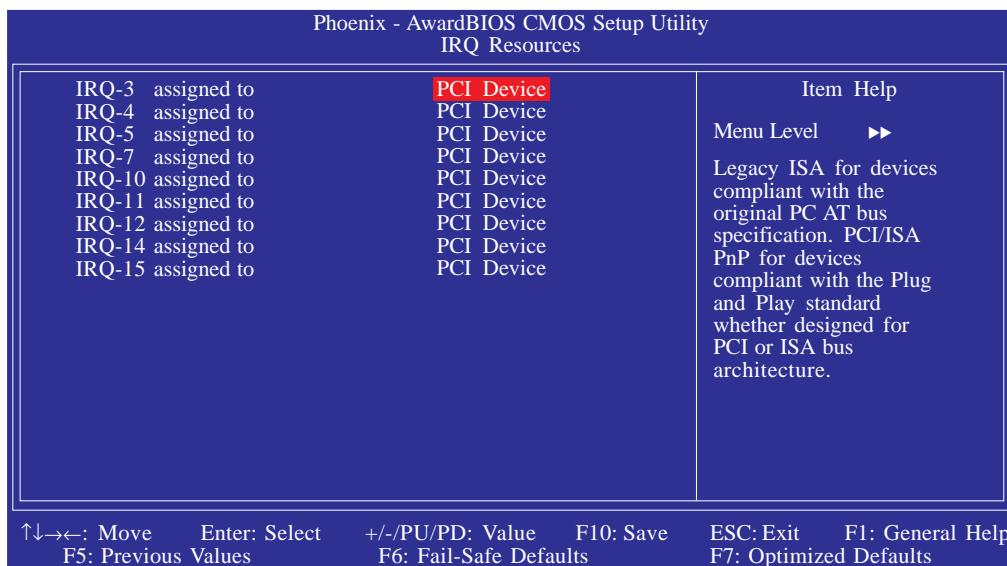 Phoenix - AwardBIOS CMOS Setup Utility
IRQ Resources
IRQ-3 assigned to PCI Device
IRQ-4 assigned to PCI Device
IRQ-5 assigned to PCI Device
IRQ-7 assigned to PCI Device
IRQ-10 assigned to PCI Device
IRQ-11 assigned to PCI Device
IRQ-12 assigned to PCI Device
IRQ-14 assigned to PCI Device
IRQ-15 assigned to PCI Device
Item Help
Menu Level ▶▶
Legacy ISA for devices
compliant with the
original PC AT bus
specification. PCI/ISA
PnP for devices
compliant with the Plug
and Play standard
whether designed for
PCI or ISA bus
architecture.
↑↓→←: Move Enter: Select +/-/PU/PD: Value F10: Save ESC: Exit F1: General Help
F5: Previous Values F6: Fail-Safe Defaults F7: Optimized Defaults